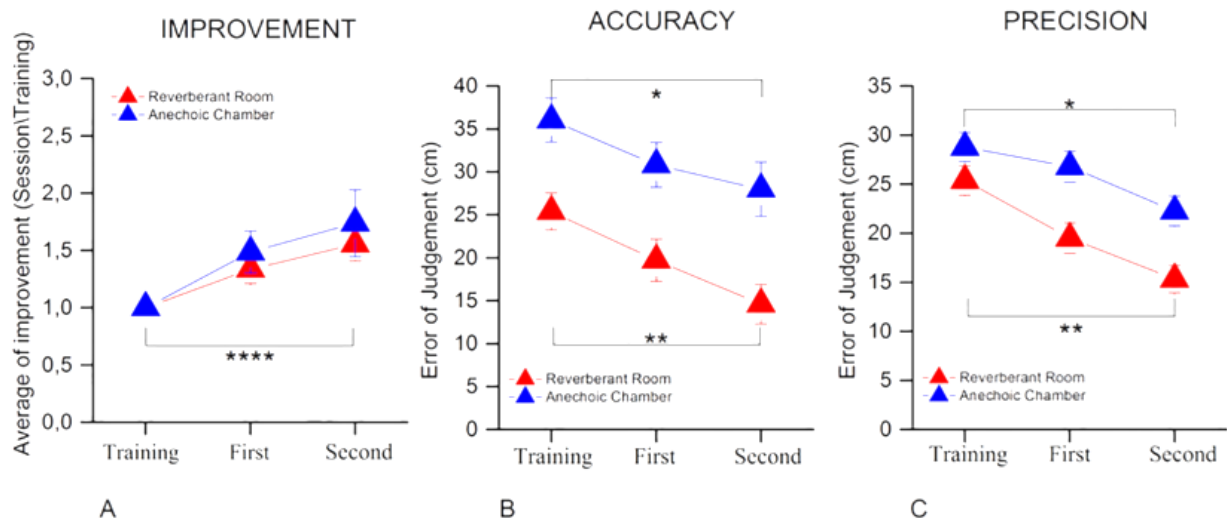 IMPROVEMENT
Average of improvement (Session\Training)
3,0
2,5
2,0
1,5
1,0
0,5
0,0
Reverberant Room
Anechoic Chamber
****
Training First Second
A
ACCURACY
Error of Judgement (cm)
40
35
30
25
20
15
10
5
0
*
**
Reverberant Room
Anechoic Chamber
Training First Second
B
PRECISION
Error of Judgement (cm)
35
30
25
20
15
10
5
0
*
**
Reverberant Room
Anechoic Chamber
Training First Second
C